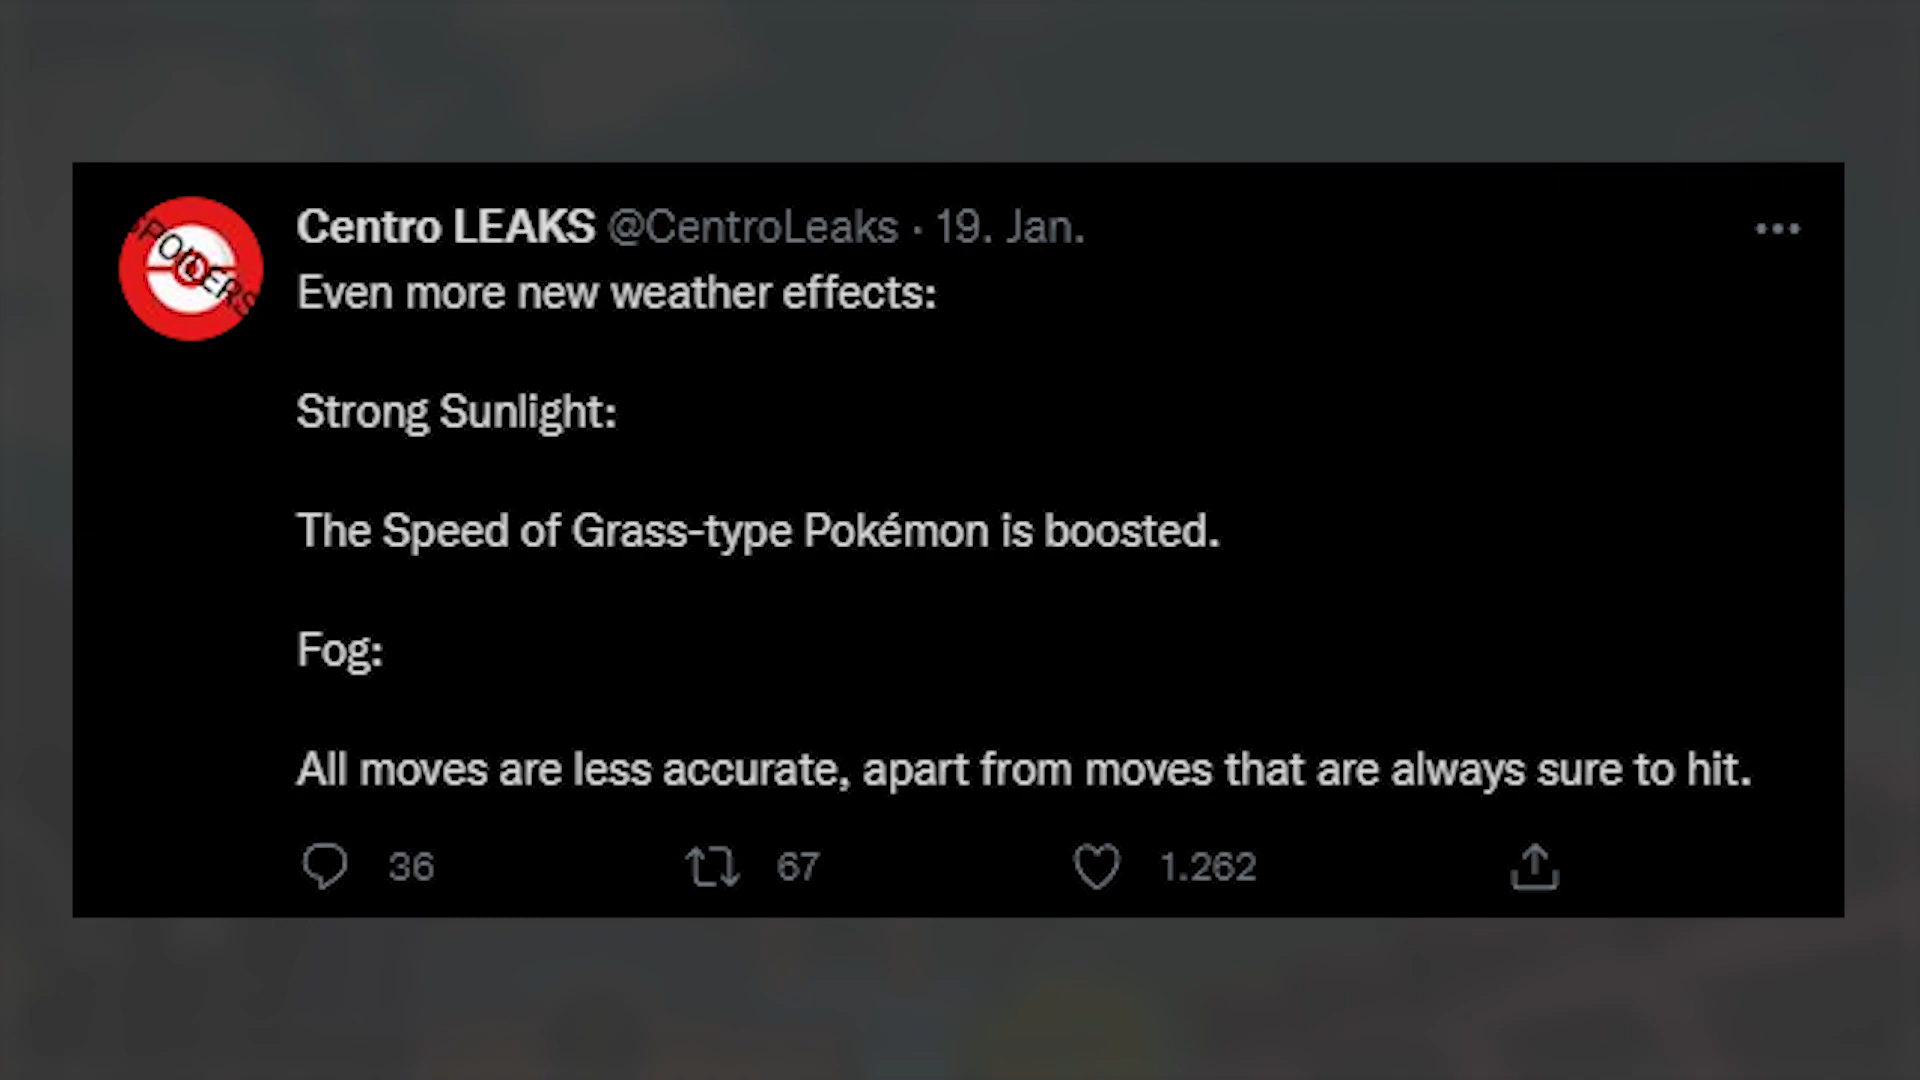 SPOILERS
Centro LEAKS @CentroLeaks · 19. Jan.
Even more new weather effects:
Strong Sunlight:
The Speed of Grass-type Pokémon is boosted.
Fog:
All moves are less accurate, apart from moves that are always sure to hit.
36 67 1.262